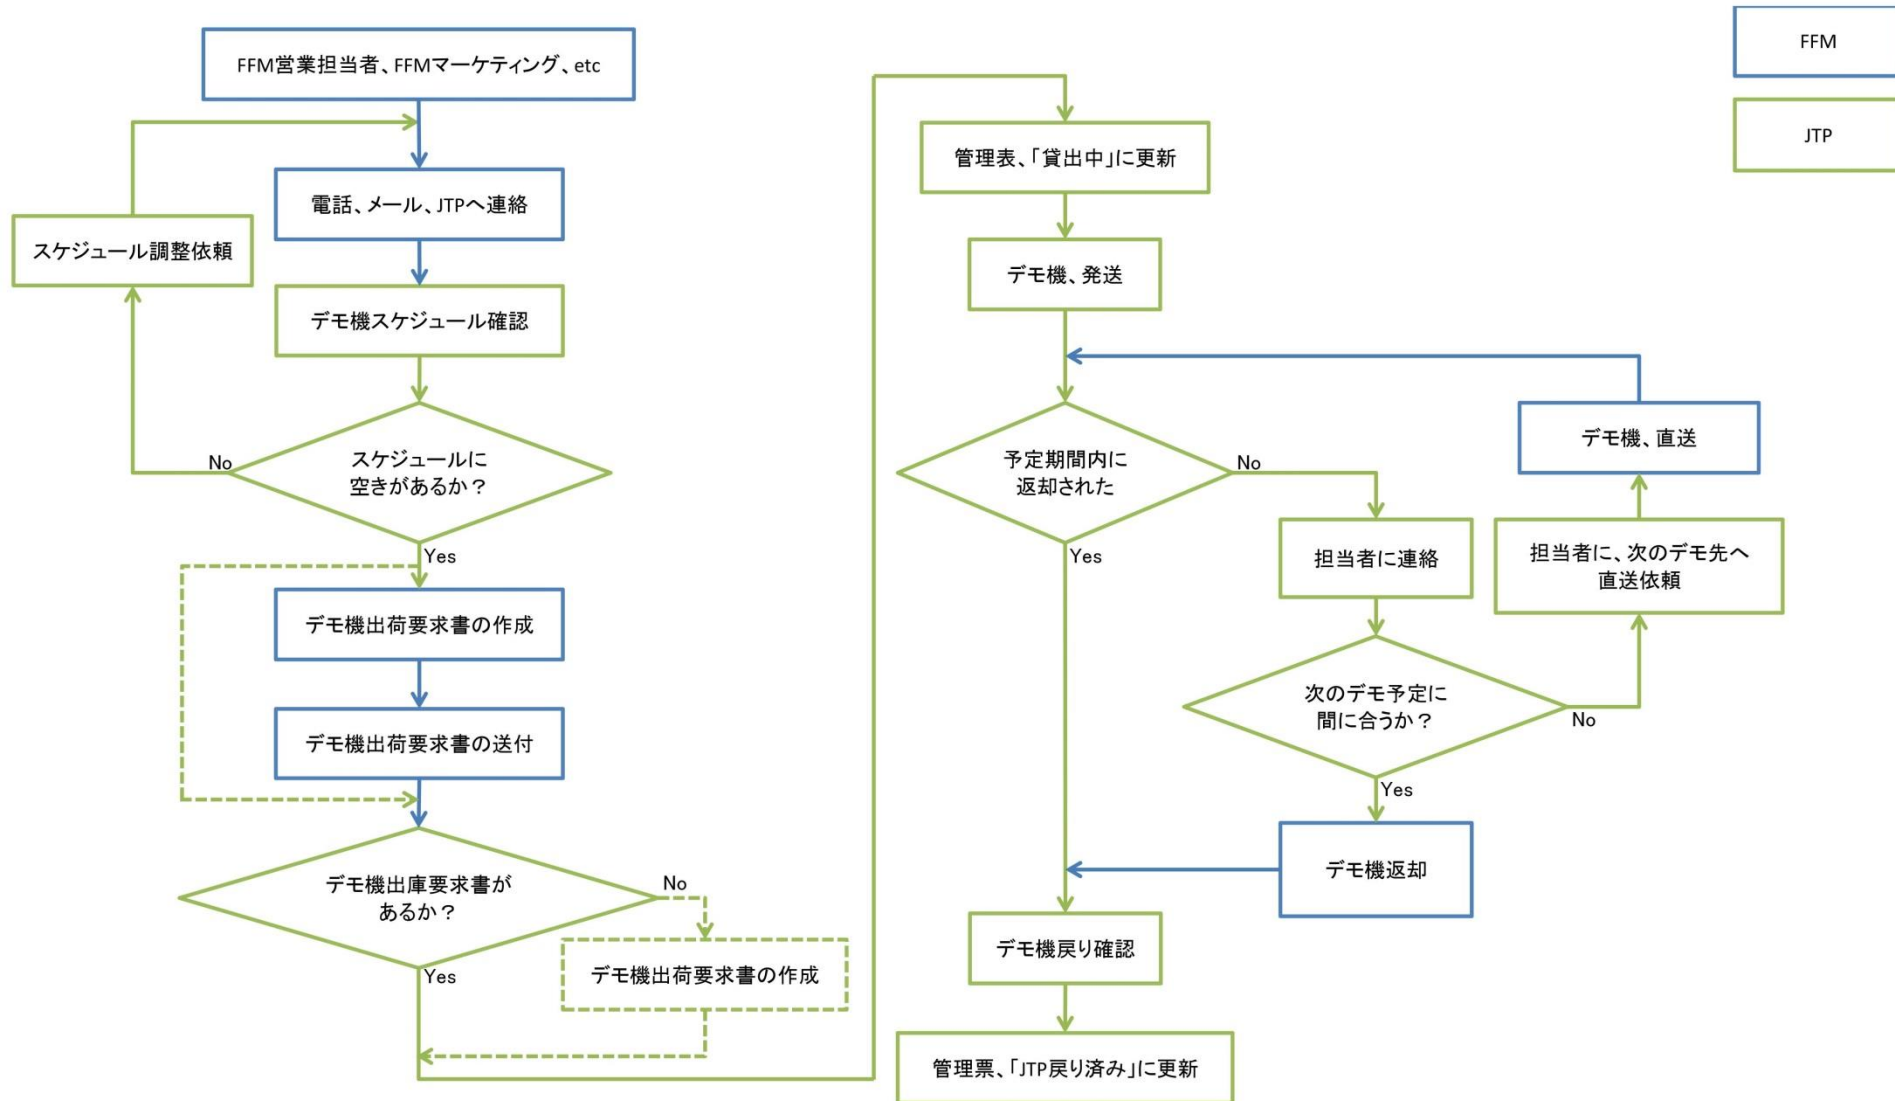 FFM営業担当者、FFMマーケティング、etc
電話、メール、JTPへ連絡
スケジュール調整依頼
デモ機スケジュール確認
スケジュールに
空きがあるか？
No
Yes
デモ機出荷要求書の作成
デモ機出荷要求書の送付
デモ機出庫要求書が
あるか？
No
Yes
デモ機出荷要求書の作成
管理表、「貸出中」に更新
デモ機、発送
予定期間内に
返却された
No
Yes
担当者に連絡
次のデモ予定に
間に合うか？
No
Yes
担当者に、次のデモ先へ
直送依頼
デモ機、直送
デモ機返却
デモ機戻り確認
管理票、「JTP戻り済み」に更新
FFM
JTP